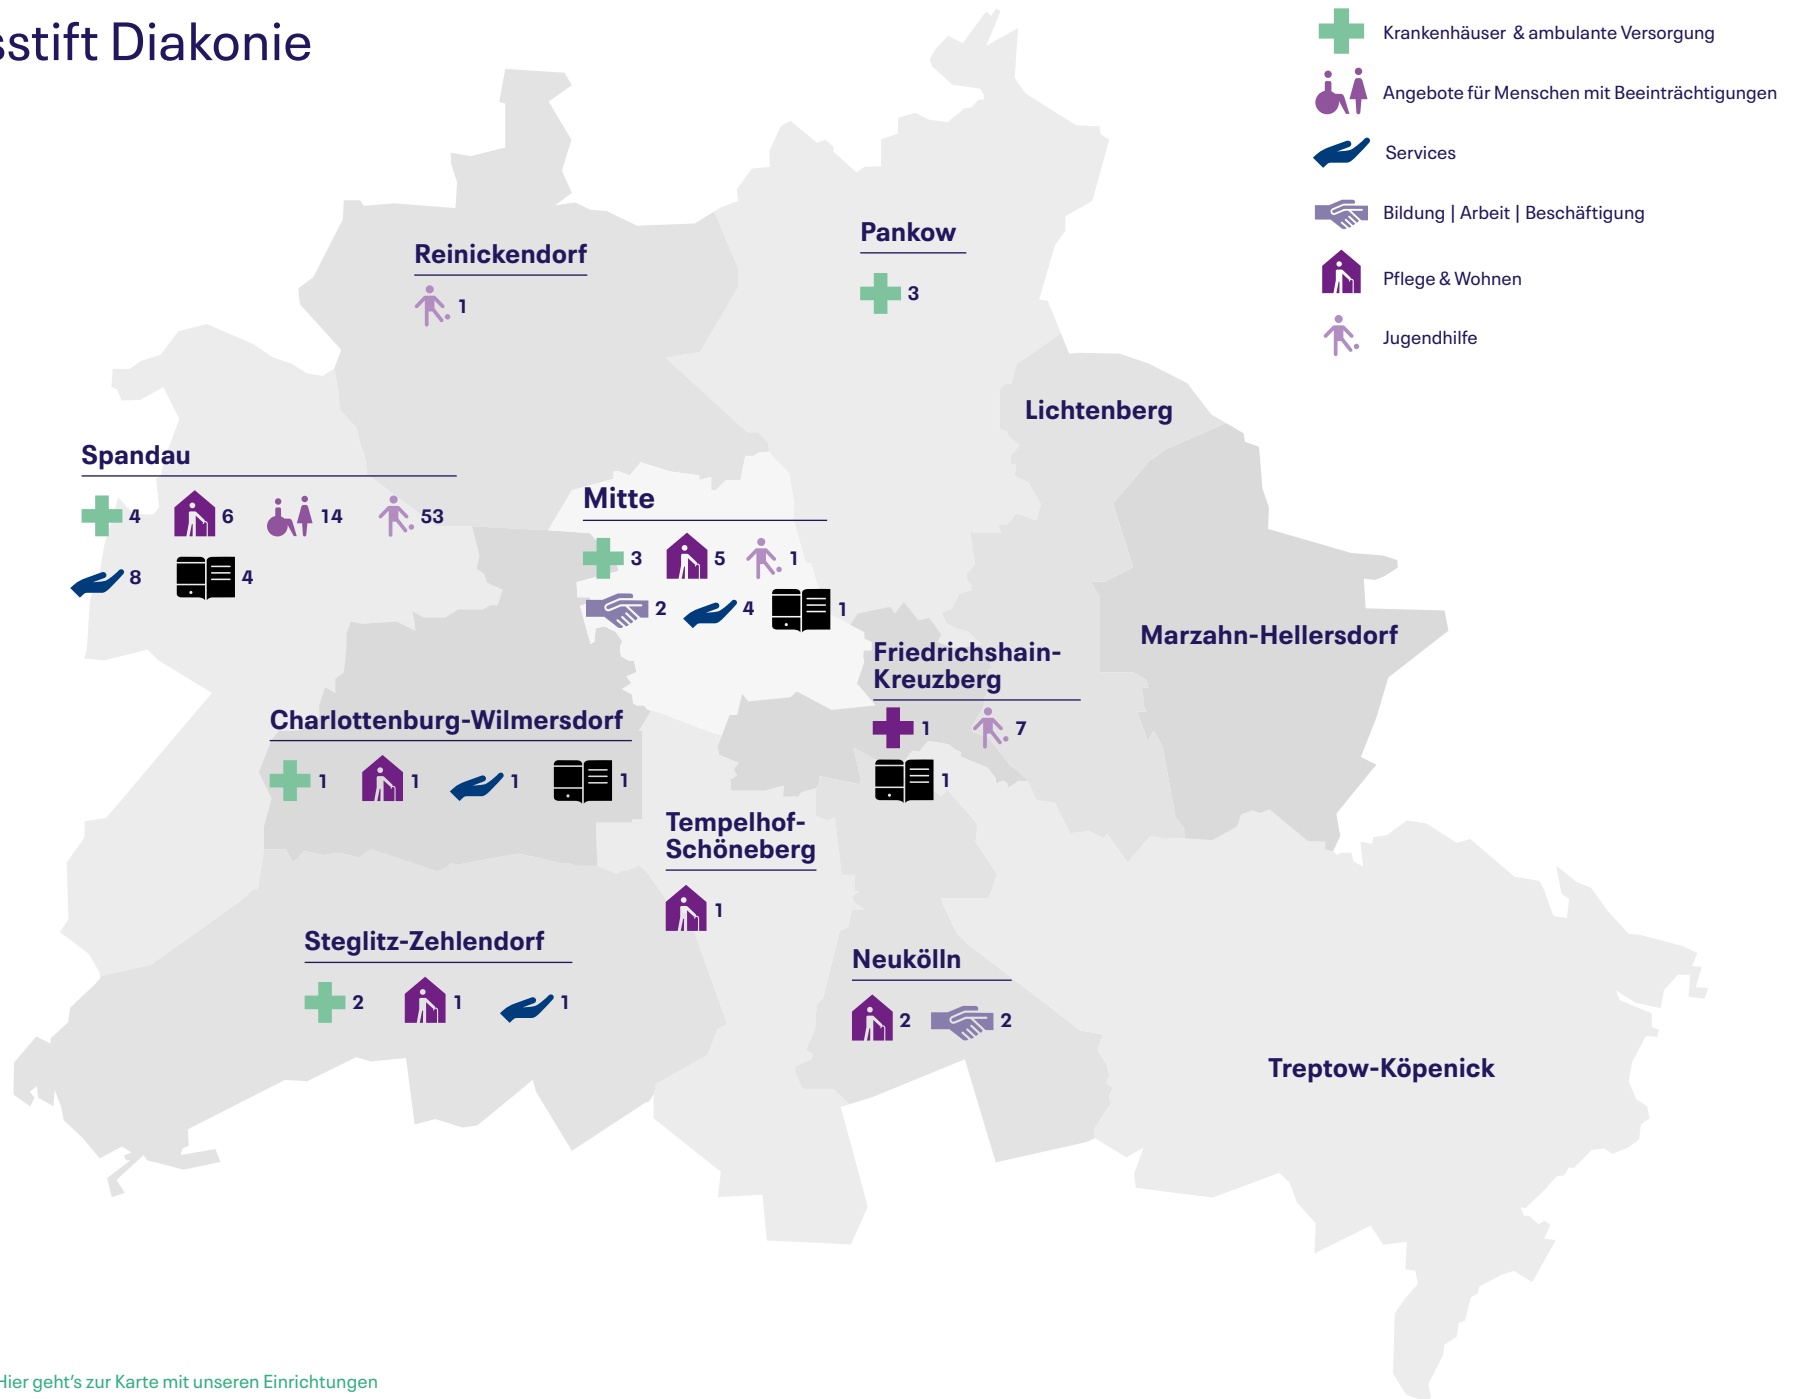 sstift Diakonie
Krankenhäuser & ambulante Versorgung
Angebote für Menschen mit Beeinträchtigungen
Services
Bildung | Arbeit | Beschäftigung
Pflege & Wohnen
Jugendhilfe
Reinickendorf
1
Pankow
3
Lichtenberg
Spandau
4 6 14 53
8 4
Mitte
3 5 1
2 4 1
Marzahn-Hellersdorf
Friedrichshain-
Kreuzberg
1 7
1
Charlottenburg-Wilmersdorf
1 1 1 1
Tempelhof-
Schöneberg
1
Steglitz-Zehlendorf
2 1 1
Neukölln
2 2
Treptow-Köpenick
Hier geht's zur Karte mit unseren Einrichtungen